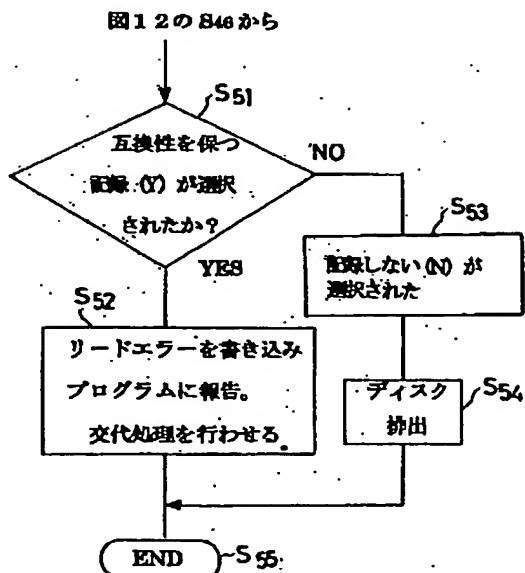 図12のS46から
S51
互換性を保つ
記録(Y)が選択
されたか?
NO
YES
S53
記録しない(N)が
選択された
S52
リードエラーを書き込み
プログラムに報告。
交代処理を行わせる。
ディスク
排出
S54
END
S55